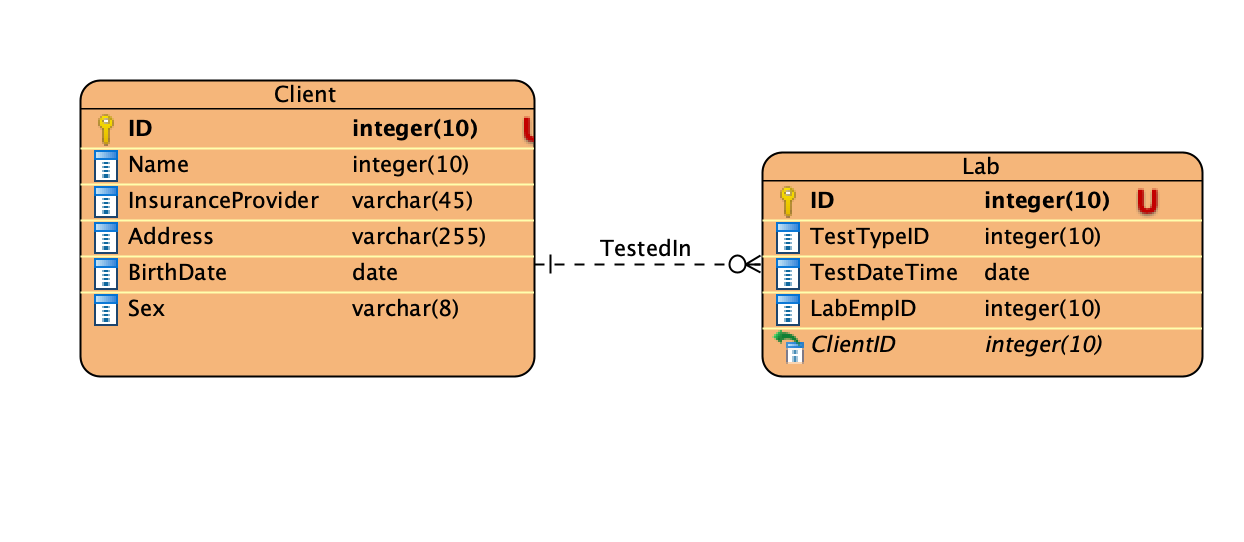 Client
ID integer(10) U
Name integer(10)
InsuranceProvider varchar(45)
Address varchar(255)
BirthDate date
Sex varchar(8)
TestedIn
Lab
ID integer(10) U
TestTypeID integer(10)
TestDateTime date
LabEmpID integer(10)
ClientID integer(10)